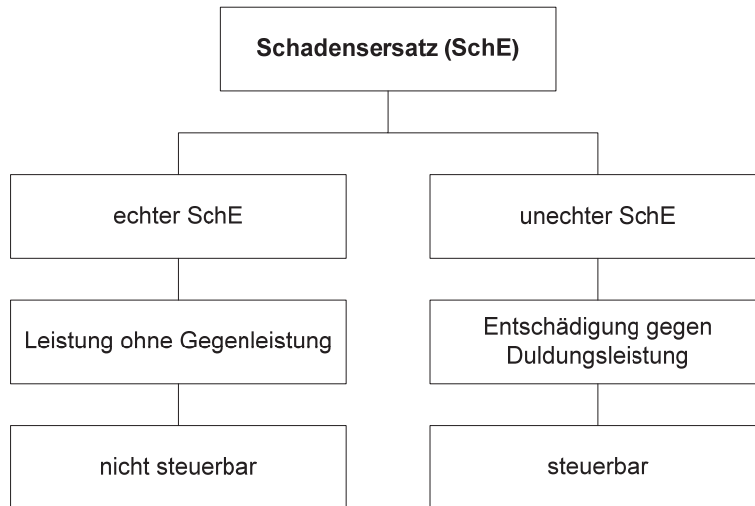 Schadensersatz (SchE)
echter SchE
unechter SchE
Leistung ohne Gegenleistung
Entschädigung gegen
Duldungsleistung
nicht steuerbar
steuerbar